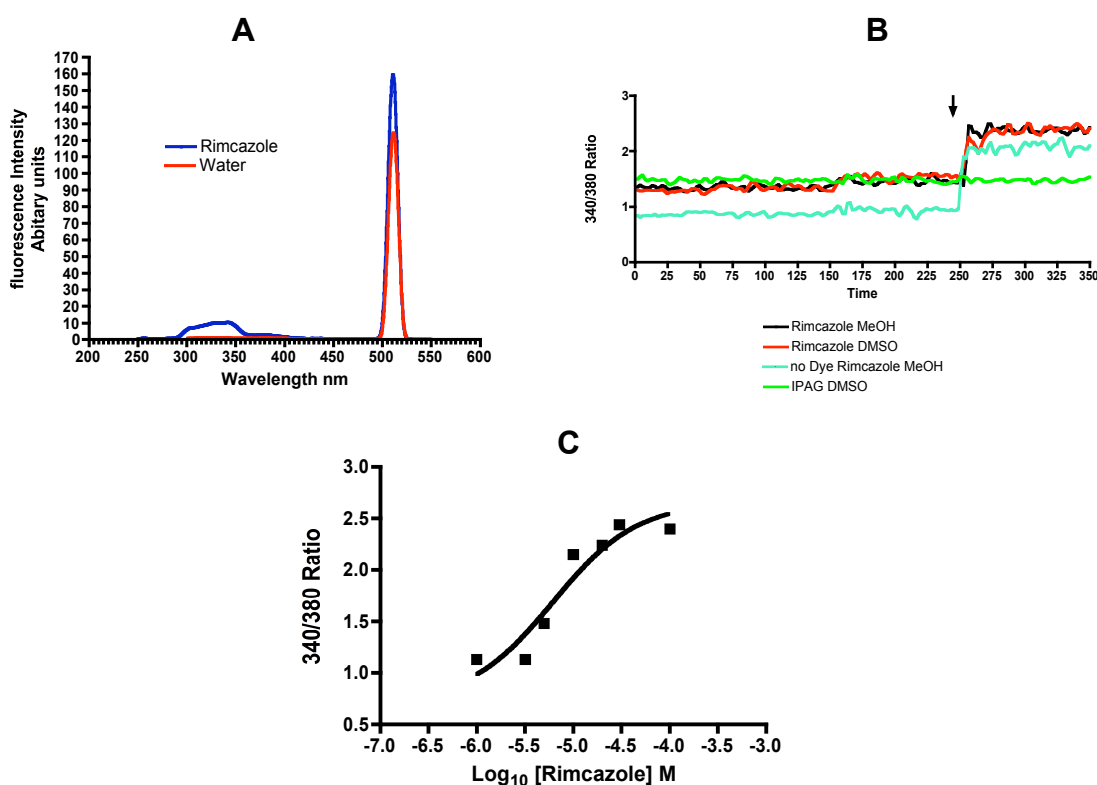 A
fluorescence Intensity
Abitary units
170
160
150
140
130
120
110
100
90
80
70
60
50
40
30
20
10
0
200 250 300 350 400 450 500 550 600
Wavelength nm
Rimcazole
Water
B
340/380 Ratio
3
2
1
0
0 25 50 75 100 125 150 175 200 225 250 275 300 325 350
Time
Rimcazole MeOH
Rimcazole DMSO
no Dye Rimcazole MeOH
IPAG DMSO
C
340/380 Ratio
3.0
2.5
2.0
1.5
1.0
0.5
-7.0 -6.5 -6.0 -5.5 -5.0 -4.5 -4.0 -3.5 -3.0
Log10 [Rimcazole] M